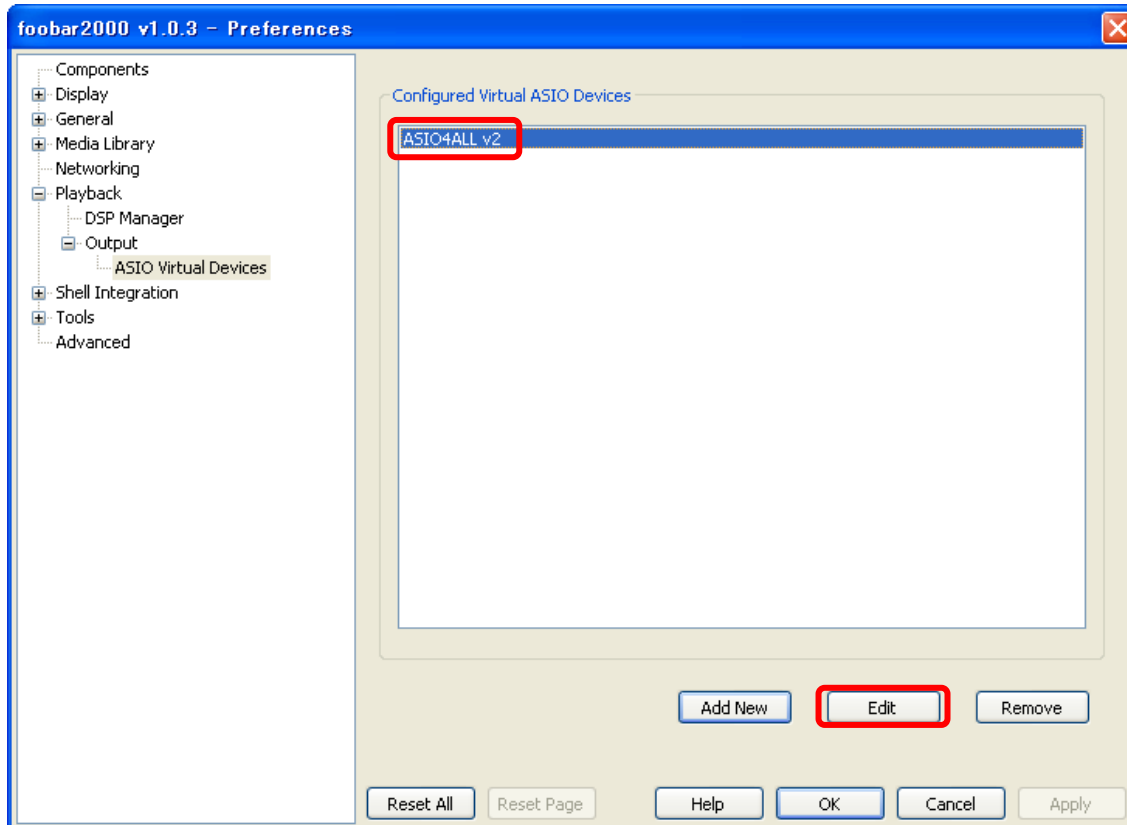 foobar2000 v1.0.3 - Preferences
Components
Display
General
Media Library
Networking
Playback
DSP Manager
Output
ASIO Virtual Devices
Shell Integration
Tools
Advanced
Configured Virtual ASIO Devices
ASIO4ALL v2
Add New
Edit
Remove
Reset All
Reset Page
Help
OK
Cancel
Apply